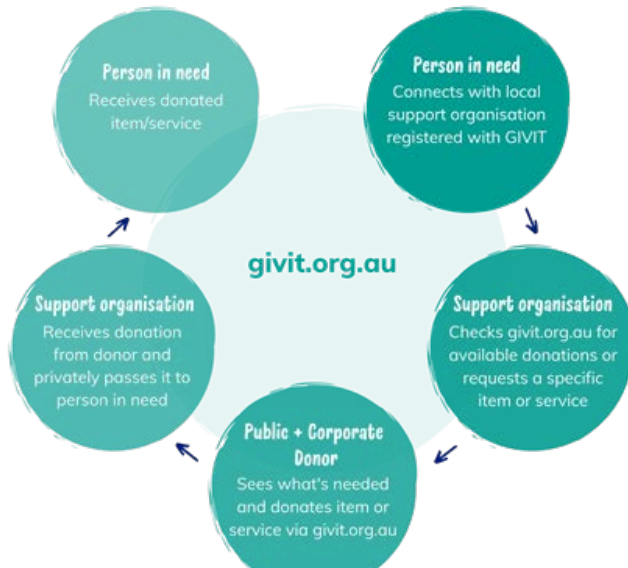 Person in need
Receives donated
item/service
Person in need
Connects with local
support organisation
registered with GIVIT
givit.org.au
Support organisation
Receives donation
from donor and
privately passes it to
person in need
Support organisation
Checks givit.org.au for
available donations or
requests a specific
item or service
Public + Corporate
Donor
Sees what's needed
and donates item or
service via givit.org.au